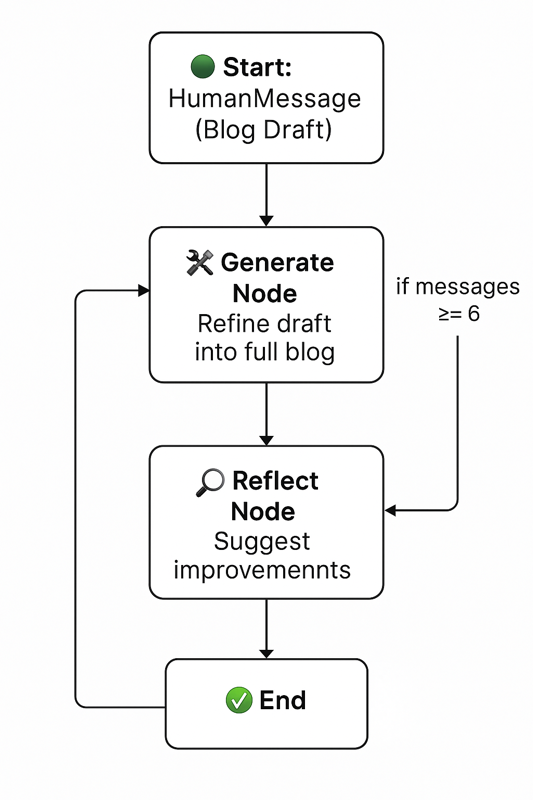 Start:
HumanMessage
(Blog Draft)
Generate
Node
Refine draft
into full blog
if messages
≥= 6
Reflect
Node
Suggest
improvemennts
End